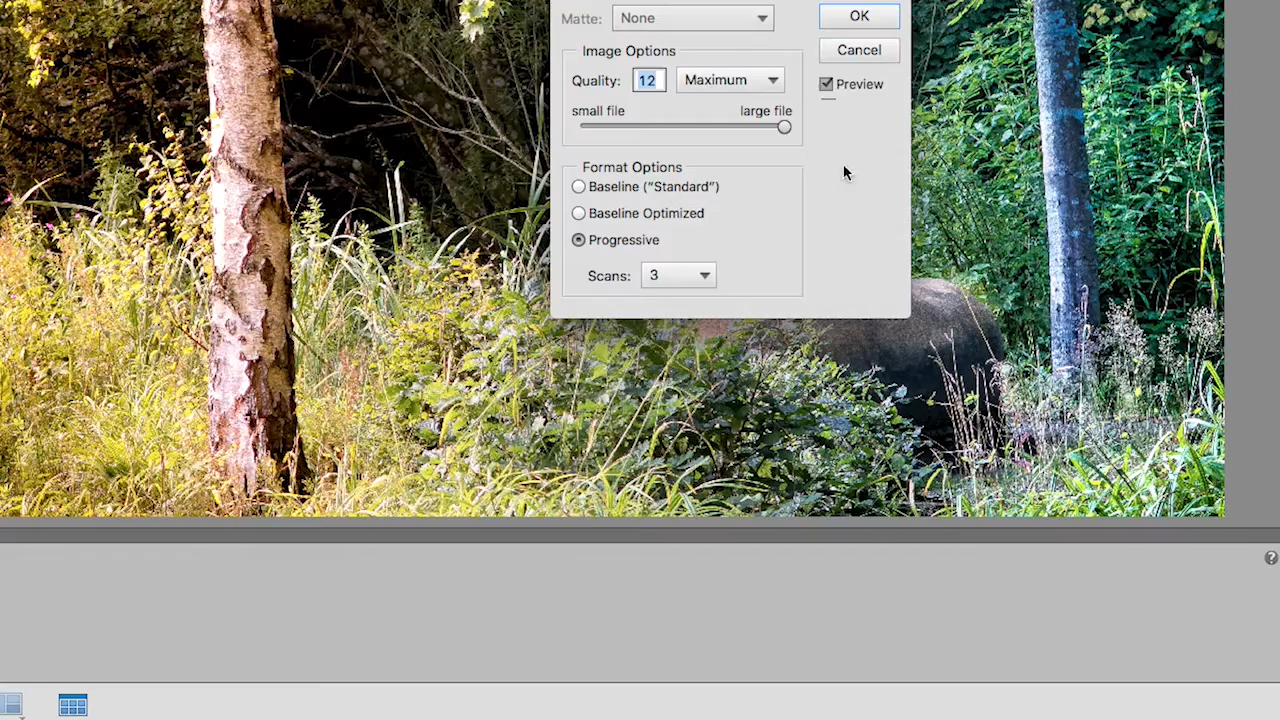 Matte: None
OK
Image Options
Cancel
Quality: 12 Maximum
Preview
small file large file
Format Options
Baseline (“Standard”)
Baseline Optimized
Progressive
Scans: 3
?